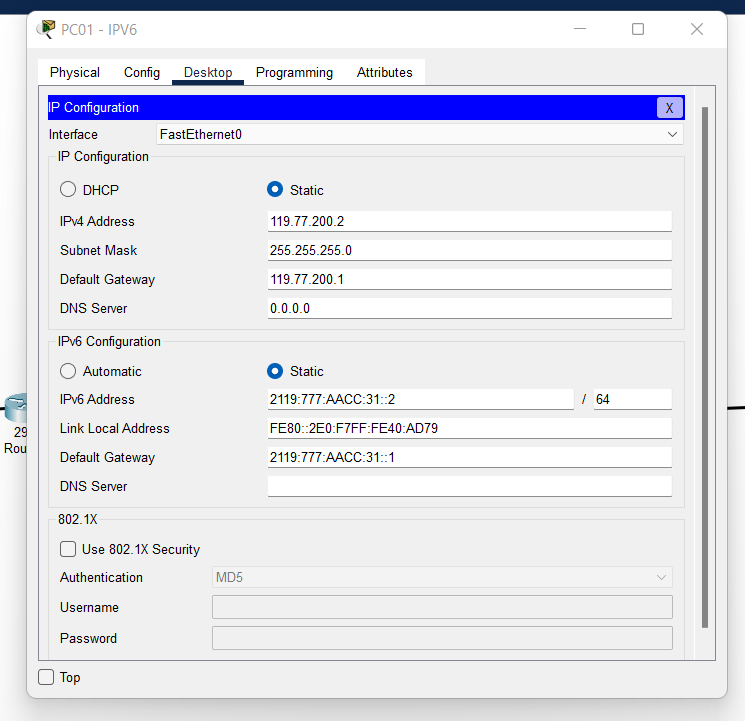 PC01 - IPV6
Physical Config Desktop Programming Attributes
IP Configuration X
Interface FastEthernet0
IP Configuration
DHCP Static
IPv4 Address 119.77.200.2
Subnet Mask 255.255.255.0
Default Gateway 119.77.200.1
DNS Server 0.0.0.0
IPv6 Configuration
Automatic Static
IPv6 Address 2119:777:AACC:31::2 / 64
Link Local Address FE80::2E0:F7FF:FE40:AD79
Default Gateway 2119:777:AACC:31::1
29
DNS Server
Rou
802.1X
Use 802.1X Security
Authentication MD5
Username
Password
Top